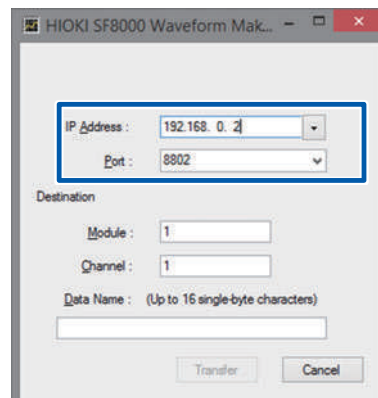 HIOKI SF8000 Waveform Mak...
IP Address : 192.168. 0. 2
Port : 8802
Destination
Module : 1
Channel : 1
Data Name : (Up to 16 single-byte characters)
Transfer Cancel